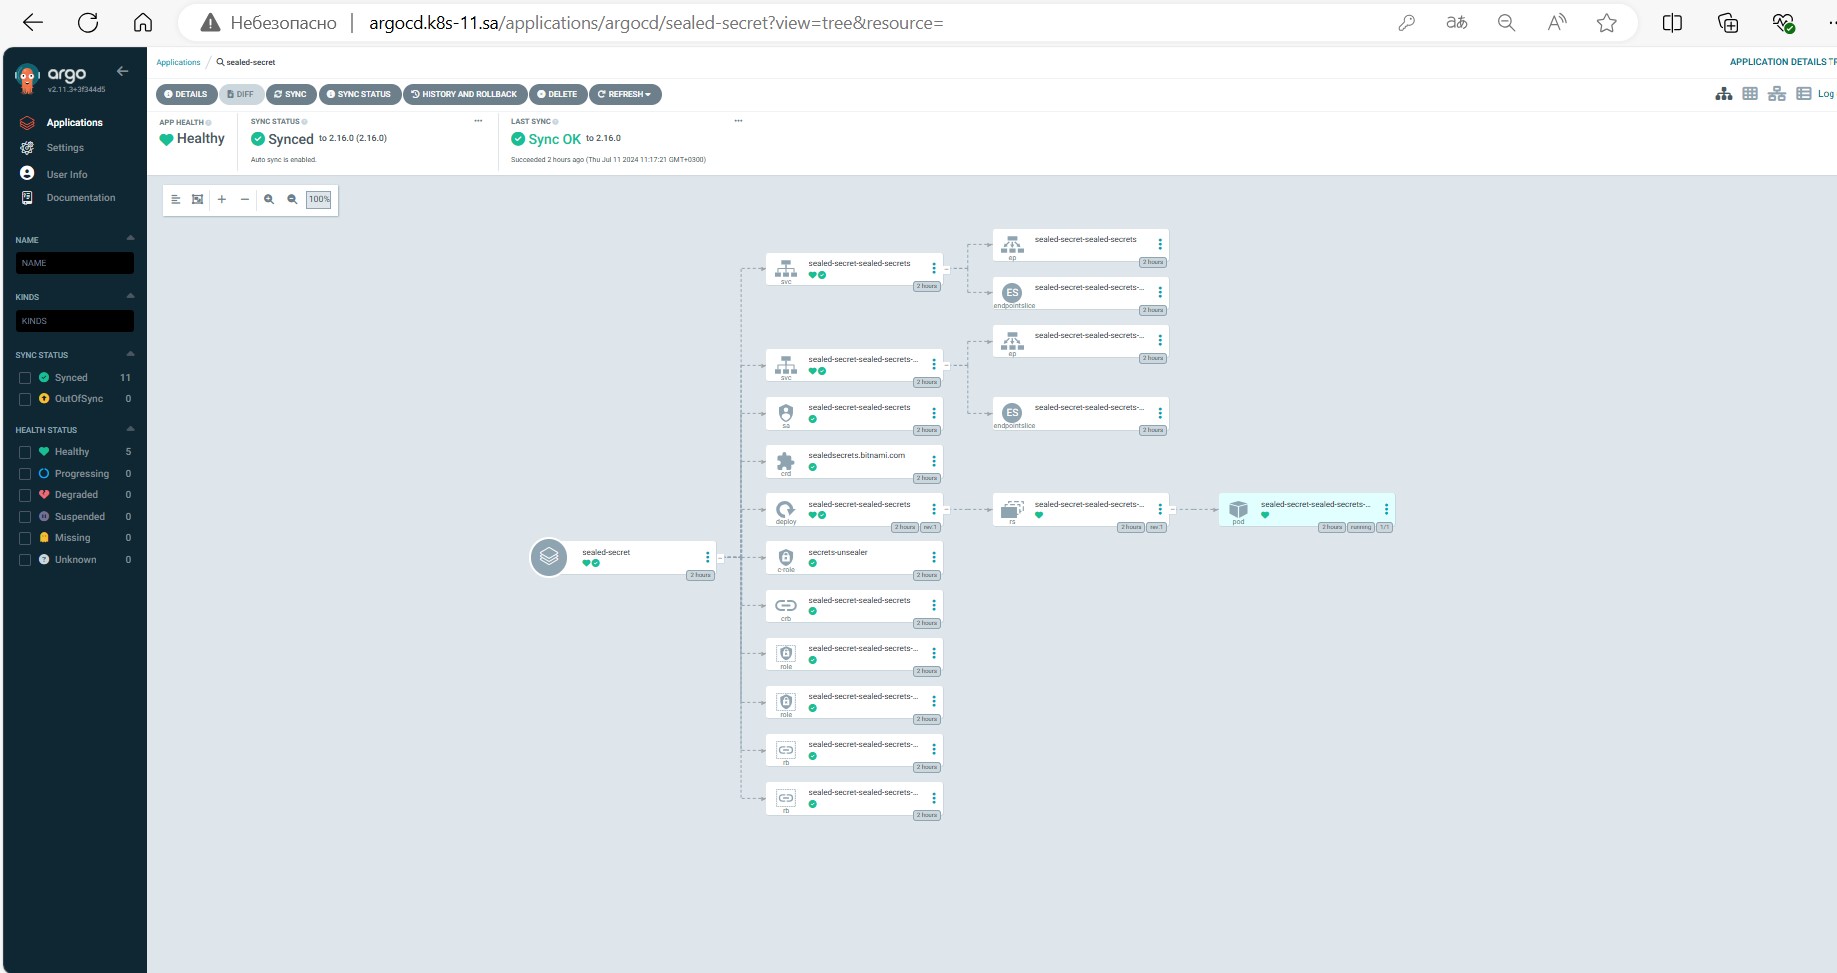 Небезопасно
argocd.k8s-11.sa/applications/argocd/sealed-secret?view=tree&resource=
argo
v2.11.3+3f344d5
Applications
Settings
User Info
Documentation
NAME
NAME
KINDS
KINDS
SYNC STATUS
Synced 11
OutOfSync 0
HEALTH STATUS
Healthy 5
Progressing 0
Degraded 0
Suspended 0
Missing 0
Unknown 0
Applications / sealed-secret
APPLICATION DETAILS TR
DETAILS DIFF SYNC SYNC STATUS HISTORY AND ROLLBACK DELETE REFRESH
Log
APP HEALTH
Healthy
SYNC STATUS
Synced to 2.16.0 (2.16.0)
Auto sync is enabled.
LAST SYNC
Sync OK to 2.16.0
Succeeded 2 hours ago (Thu Jul 11 2024 11:17:21 GMT+0300)
100%
sealed-secret
2 hours
sealed-secret-sealed-secrets
svc
2 hours
sealed-secret-sealed-secrets-...
svc
2 hours
sealed-secret-sealed-secrets
sa
2 hours
sealedsecrets.bitnami.com
crd
2 hours
sealed-secret-sealed-secrets
deploy
2 hours rev:1
secrets-unsealer
c-role
2 hours
sealed-secret-sealed-secrets
crb
2 hours
sealed-secret-sealed-secrets-...
role
2 hours
sealed-secret-sealed-secrets-...
role
2 hours
sealed-secret-sealed-secrets-...
rb
2 hours
sealed-secret-sealed-secrets-...
rb
2 hours
sealed-secret-sealed-secrets
ep
2 hours
ES
sealed-secret-sealed-secrets-...
endpointslice
2 hours
sealed-secret-sealed-secrets-...
ep
2 hours
ES
sealed-secret-sealed-secrets-...
endpointslice
2 hours
sealed-secret-sealed-secrets-...
rs
2 hours rev:1
sealed-secret-sealed-secrets-...
pod
2 hours running 1/1